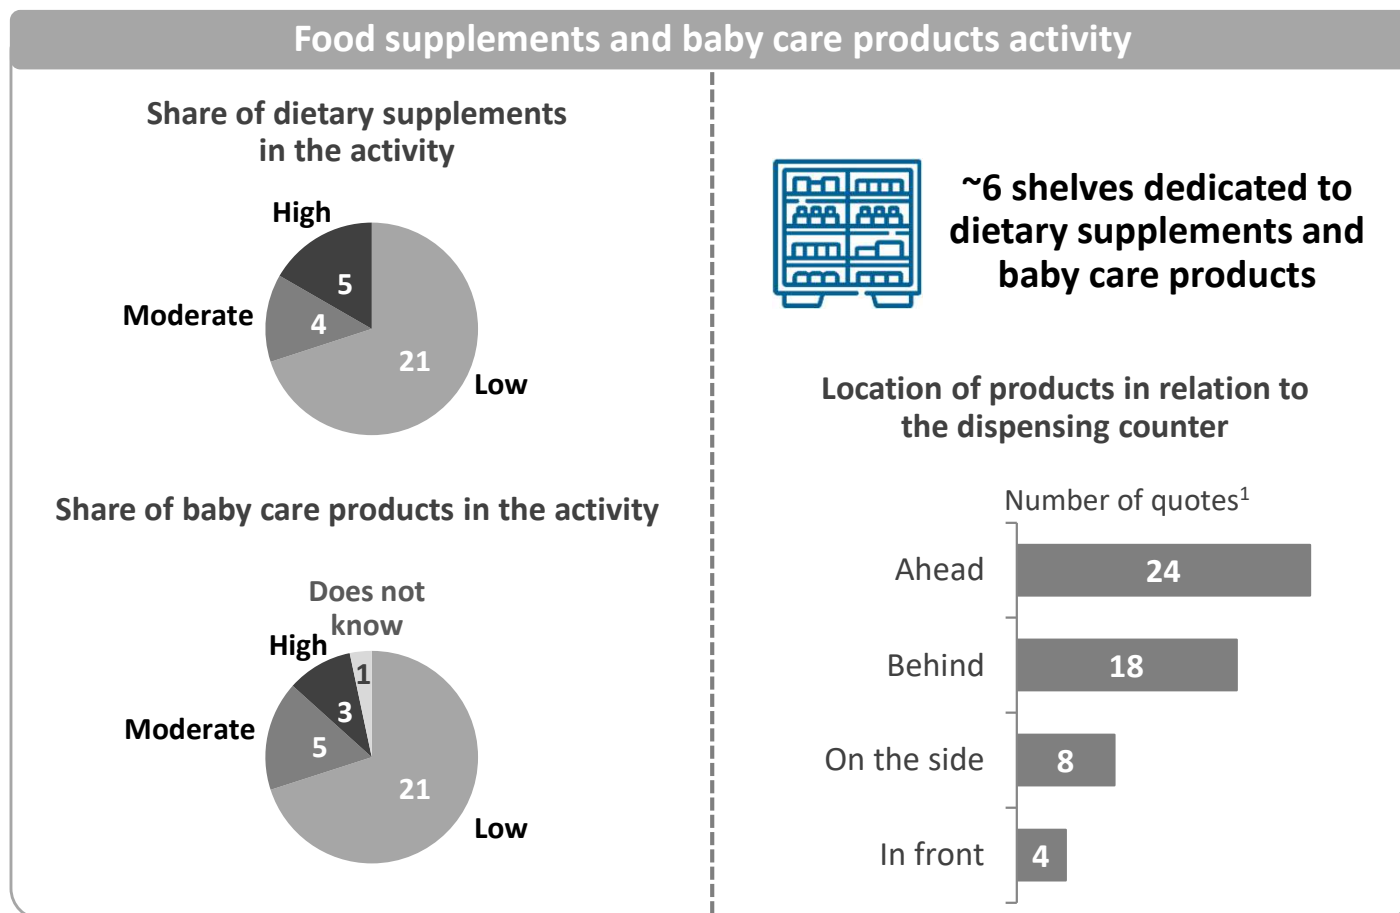 Food supplements and baby care products activity
Share of dietary supplements
in the activity
High
5
Moderate
4
21
Low
Share of baby care products in the activity
Does not
know
High
1
3
Moderate
5
21
Low
~6 shelves dedicated to
dietary supplements and
baby care products
Location of products in relation to
the dispensing counter
Number of quotes¹
Ahead
24
Behind
18
On the side
8
In front
4